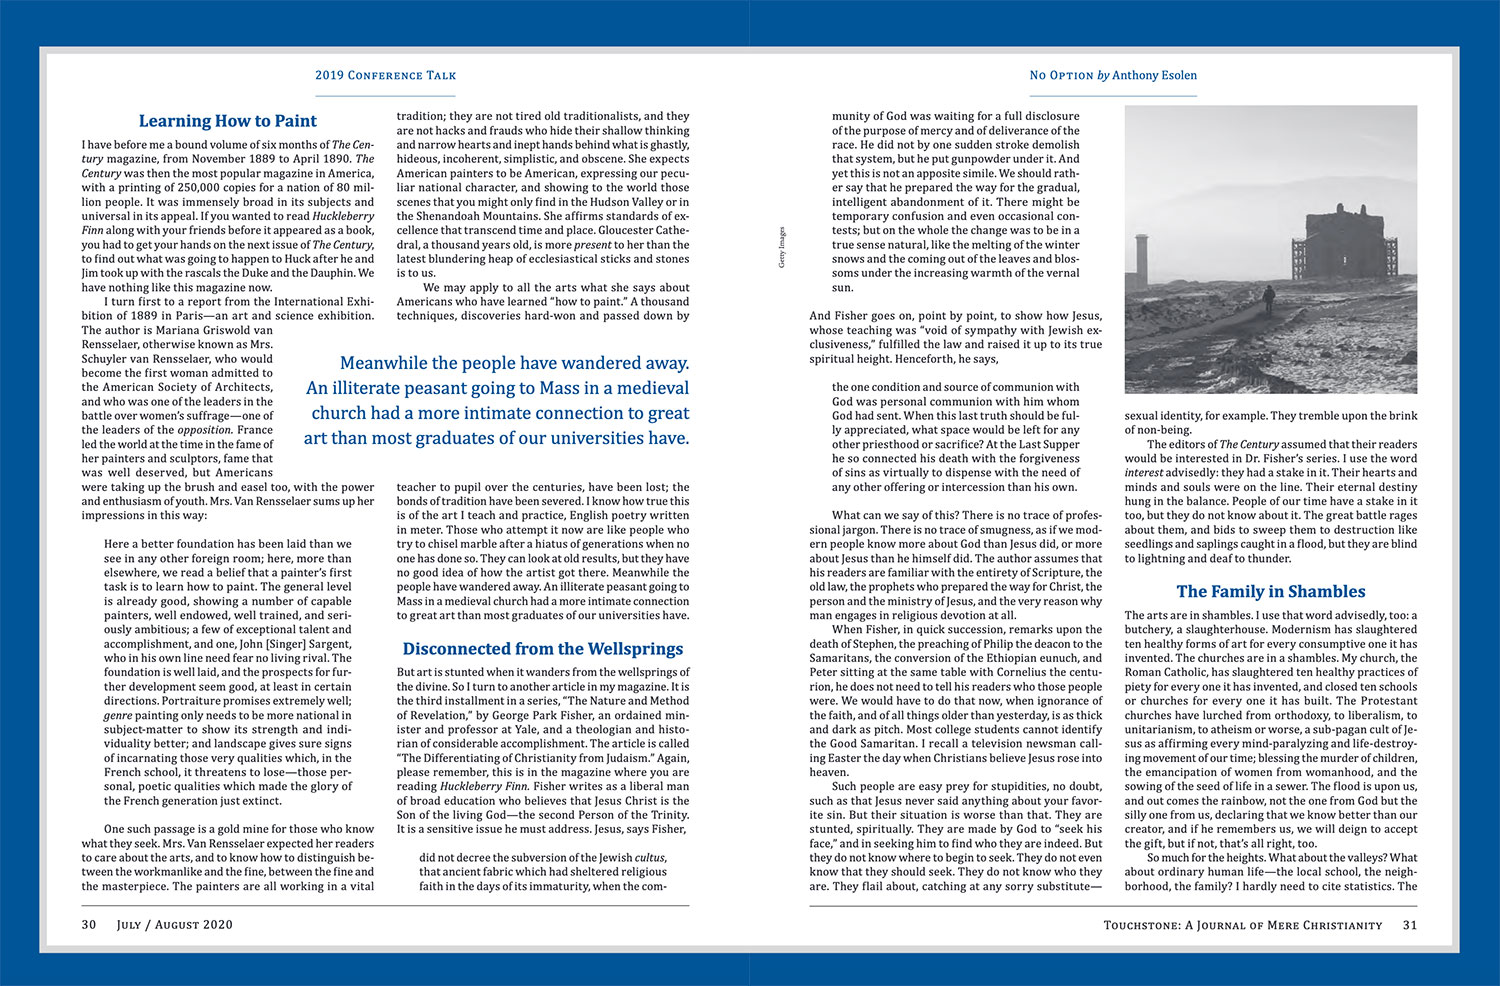 2019 Conference Talk
Learning How to Paint
I have before me a bound volume of six months of The Cen-
tury magazine, from November 1889 to April 1890. The
Century was then the most popular magazine in America,
with a printing of 250,000 copies for a nation of 80 mil-
lion people. It was immensely broad in its subjects and
universal in its appeal. If you wanted to read Huckleberry
Finn along with your friends before it appeared as a book,
you had to get your hands on the next issue of The Century,
to find out what was going to happen to Huck after he and
Jim took up with the rascals the Duke and the Dauphin. We
have nothing like this magazine now.
I turn first to a report from the International Exhi-
bition of 1889 in Paris—an art and science exhibition.
The author is Mariana Griswold van
Rensselaer, otherwise known as Mrs.
Schuyler van Rensselaer, who would
become the first woman admitted to
the American Society of Architects,
and who was one of the leaders in the
battle over women's suffrage—one of
the leaders of the opposition. France
led the world at the time in the fame of
her painters and sculptors, fame that
was well deserved, but Americans
were taking up the brush and easel too, with the power
and enthusiasm of youth. Mrs. Van Rensselaer sums up her
impressions in this way:
Here a better foundation has been laid than we
see in any other foreign room; here, more than
elsewhere, we read a belief that a painter's first
task is to learn how to paint. The general level
is already good, showing a number of capable
painters, well endowed, well trained, and seri-
ously ambitious; a few of exceptional talent and
accomplishment, and one, John [Singer] Sargent,
who in his own line need fear no living rival. The
foundation is well laid, and the prospects for fur-
ther development seem good, at least in certain
directions. Portraiture promises extremely well;
genre painting only needs to be more national in
subject-matter to show its strength and indi-
viduality better; and landscape gives sure signs
of incarnating those very qualities which, in the
French school, it threatens to lose—those per-
sonal, poetic qualities which made the glory of
the French generation just extinct.
One such passage is a gold mine for those who know
what they seek. Mrs. Van Rensselaer expected her readers
to care about the arts, and to know how to distinguish be-
tween the workmanlike and the fine, between the fine and
the masterpiece. The painters are all working in a vital
tradition; they are not tired old traditionalists, and they
are not hacks and frauds who hide their shallow thinking
and narrow hearts and inept hands behind what is ghastly,
hideous, incoherent, simplistic, and obscene. She expects
American painters to be American, expressing our pecu-
liar national character, and showing to the world those
scenes that you might only find in the Hudson Valley or in
the Shenandoah Mountains. She affirms standards of ex-
cellence that transcend time and place. Gloucester Cathe-
dral, a thousand years old, is more present to her than the
latest blundering heap of ecclesiastical sticks and stones
is to us.
We may apply to all the arts what she says about
Americans who have learned "how to paint." A thousand
techniques, discoveries hard-won and passed down by
Meanwhile the people have wandered away.
An illiterate peasant going to Mass in a medieval
church had a more intimate connection to great
art than most graduates of our universities have.
teacher to pupil over the centuries, have been lost; the
bonds of tradition have been severed. I know how true this
is of the art I teach and practice, English poetry written
in meter. Those who attempt it now are like people who
try to chisel marble after a hiatus of generations when no
one has done so. They can look at old results, but they have
no good idea of how the artist got there. Meanwhile the
people have wandered away. An illiterate peasant going to
Mass in a medieval church had a more intimate connection
to great art than most graduates of our universities have.
Disconnected from the Wellsprings
But art is stunted when it wanders from the wellsprings of
the divine. So I turn to another article in my magazine. It is
the third installment in a series, "The Nature and Method
of Revelation," by George Park Fisher, an ordained min-
ister and professor at Yale, and a theologian and histo-
rian of considerable accomplishment. The article is called
"The Differentiating of Christianity from Judaism." Again,
please remember, this is in the magazine where you are
reading Huckleberry Finn. Fisher writes as a liberal man
of broad education who believes that Jesus Christ is the
Son of the living God—the second Person of the Trinity.
It is a sensitive issue he must address. Jesus, says Fisher,
did not decree the subversion of the Jewish cultus,
that ancient fabric which had sheltered religious
faith in the days of its immaturity, when the com-
30 July / August 2020
No Option by Anthony Esolen
munity of God was waiting for a full disclosure
of the purpose of mercy and of deliverance of the
race. He did not by one sudden stroke demolish
that system, but he put gunpowder under it. And
yet this is not an apposite simile. We should rath-
er say that he prepared the way for the gradual,
intelligent abandonment of it. There might be
temporary confusion and even occasional con-
tests; but on the whole the change was to be in a
true sense natural, like the melting of the winter
snows and the coming out of the leaves and blos-
soms under the increasing warmth of the vernal
sun.
Getty Images
And Fisher goes on, point by point, to show how Jesus,
whose teaching was "void of sympathy with Jewish ex-
clusiveness," fulfilled the law and raised it up to its true
spiritual height. Henceforth, he says,
the one condition and source of communion with
God was personal communion with him whom
God had sent. When this last truth should be ful-
ly appreciated, what space would be left for any
other priesthood or sacrifice? At the Last Supper
he so connected his death with the forgiveness
of sins as virtually to dispense with the need of
any other offering or intercession than his own.
What can we say of this? There is no trace of profes-
sional jargon. There is no trace of smugness, as if we mod-
ern people know more about God than Jesus did, or more
about Jesus than he himself did. The author assumes that
his readers are familiar with the entirety of Scripture, the
old law, the prophets who prepared the way for Christ, the
person and the ministry of Jesus, and the very reason why
man engages in religious devotion at all.
When Fisher, in quick succession, remarks upon the
death of Stephen, the preaching of Philip the deacon to the
Samaritans, the conversion of the Ethiopian eunuch, and
Peter sitting at the same table with Cornelius the centu-
rion, he does not need to tell his readers who those people
were. We would have to do that now, when ignorance of
the faith, and of all things older than yesterday, is as thick
and dark as pitch. Most college students cannot identify
the Good Samaritan. I recall a television newsman call-
ing Easter the day when Christians believe Jesus rose into
heaven.
Such people are easy prey for stupidities, no doubt,
such as that Jesus never said anything about your favor-
ite sin. But their situation is worse than that. They are
stunted, spiritually. They are made by God to "seek his
face," and in seeking him to find who they are indeed. But
they do not know where to begin to seek. They do not even
know that they should seek. They do not know who they
are. They flail about, catching at any sorry substitute—
sexual identity, for example. They tremble upon the brink
of non-being.
The editors of The Century assumed that their readers
would be interested in Dr. Fisher's series. I use the word
interest advisedly: they had a stake in it. Their hearts and
minds and souls were on the line. Their eternal destiny
hung in the balance. People of our time have a stake in it
too, but they do not know about it. The great battle rages
about them, and bids to sweep them to destruction like
seedlings and saplings caught in a flood, but they are blind
to lightning and deaf to thunder.
The Family in Shambles
The arts are in shambles. I use that word advisedly, too: a
butchery, a slaughterhouse. Modernism has slaughtered
ten healthy forms of art for every consumptive one it has
invented. The churches are in a shambles. My church, the
Roman Catholic, has slaughtered ten healthy practices of
piety for every one it has invented, and closed ten schools
or churches for every one it has built. The Protestant
churches have lurched from orthodoxy, to liberalism, to
unitarianism, to atheism or worse, a sub-pagan cult of Je-
sus as affirming every mind-paralyzing and life-destroy-
ing movement of our time; blessing the murder of children,
the emancipation of women from womanhood, and the
sowing of the seed of life in a sewer. The flood is upon us,
and out comes the rainbow, not the one from God but the
silly one from us, declaring that we know better than our
creator, and if he remembers us, we will deign to accept
the gift, but if not, that's all right, too.
So much for the heights. What about the valleys? What
about ordinary human life—the local school, the neigh-
borhood, the family? I hardly need to cite statistics. The
Touchstone: A Journal of Mere Christianity 31